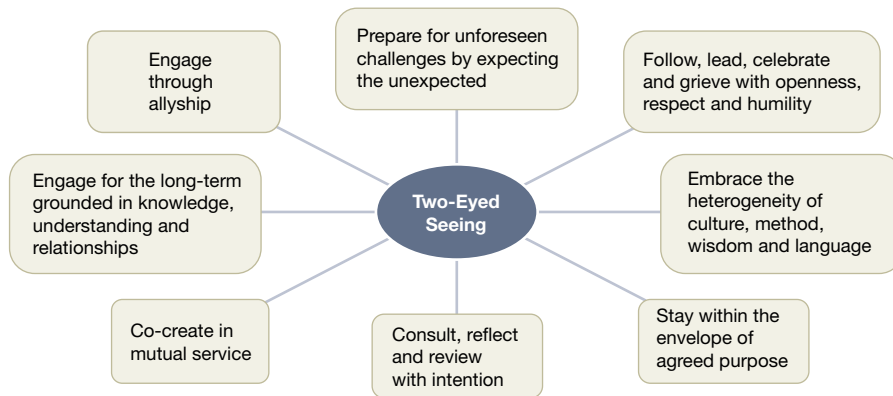 Engage
through
allyship
Prepare for unforeseen
challenges by expecting
the unexpected
Follow, lead, celebrate
and grieve with openness,
respect and humility
Engage for the long-term
grounded in knowledge,
understanding and
relationships
Two-Eyed
Seeing
Embrace the
heterogeneity of
culture, method,
wisdom and language
Co-create in
mutual service
Consult, reflect
and review
with intention
Stay within the
envelope of
agreed purpose